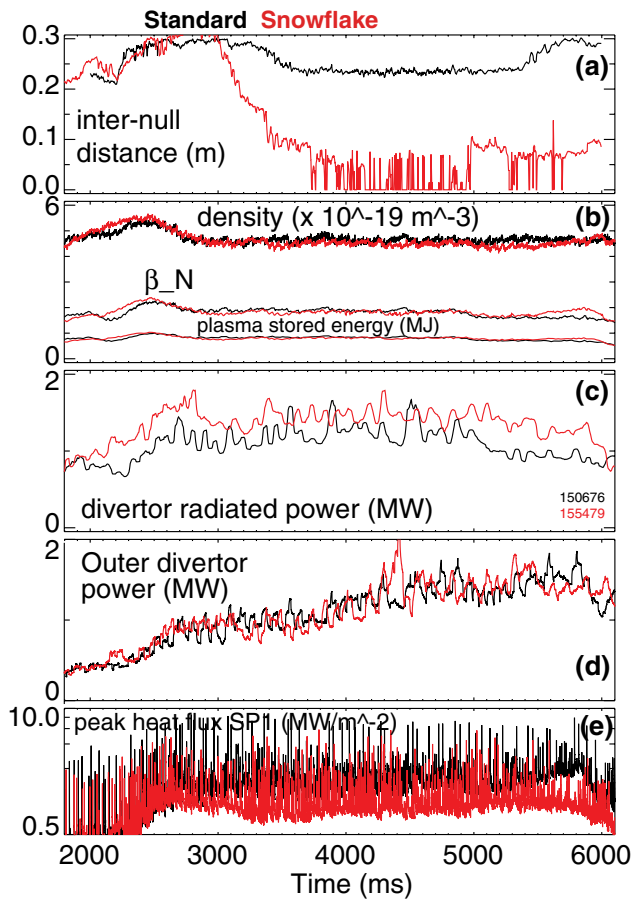 Standard Snowflake
0.3
(a)
0.2
inter-null
distance (m)
0.1
0.0
6
density (x 10^-19 m^-3)
(b)
β_N
plasma stored energy (MJ)
0
2
(c)
1
150676
155479
divertor radiated power (MW)
0
2
Outer divertor
power (MW)
1
(d)
0
10.0
peak heat flux SP1 (MW/m^-2)
(e)
0.5
2000 3000 4000 5000 6000
Time (ms)